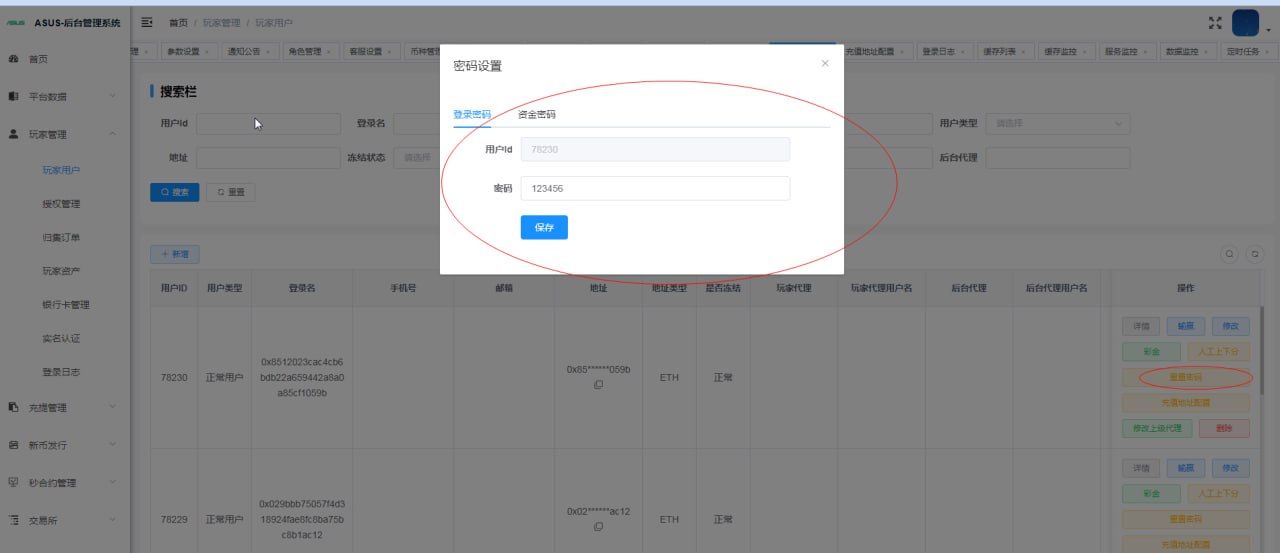 ASUS ASUS-后台管理系统
首页 / 玩家管理 / 玩家用户
理 × 参数设置 × 通知公告 × 角色管理 × 客服设置 × 币种管
充值地址配置 × 登录日志 × 缓存列表 × 缓存监控 × 服务监控 × 数据监控 × 定时任务 ×
首页
平台数据
玩家管理
玩家用户
授权管理
归集订单
玩家资产
银行卡管理
实名认证
登录日志
充提管理
新币发行
秒合约管理
交易所
搜索栏
用户Id 登录名 用户类型 请选择
地址 冻结状态 请选择 后台代理
搜索 重置
密码设置 ×
登录密码 资金密码
用户Id 78230
密码 123456
保存
+ 新增
用户ID 用户类型 登录名 手机号 邮箱 地址 地址类型 是否冻结 玩家代理 玩家代理用户名 后台代理 后台代理用户名 操作
78230 正常用户 0x8512023cac4cb6
bdb22a659442a8a0
a85cf1059b
0x85******059b ETH 正常
详情 输赢 修改
彩金 人工上下分
重置密码
充值地址配置
修改上级代理 删除
78229 正常用户 0x029bbb75057f4d3
18924fae8fc8ba75b
c8b1ac12
0x02******ac12 ETH 正常
详情 输赢 修改
彩金 人工上下分
重置密码
充值地址配置